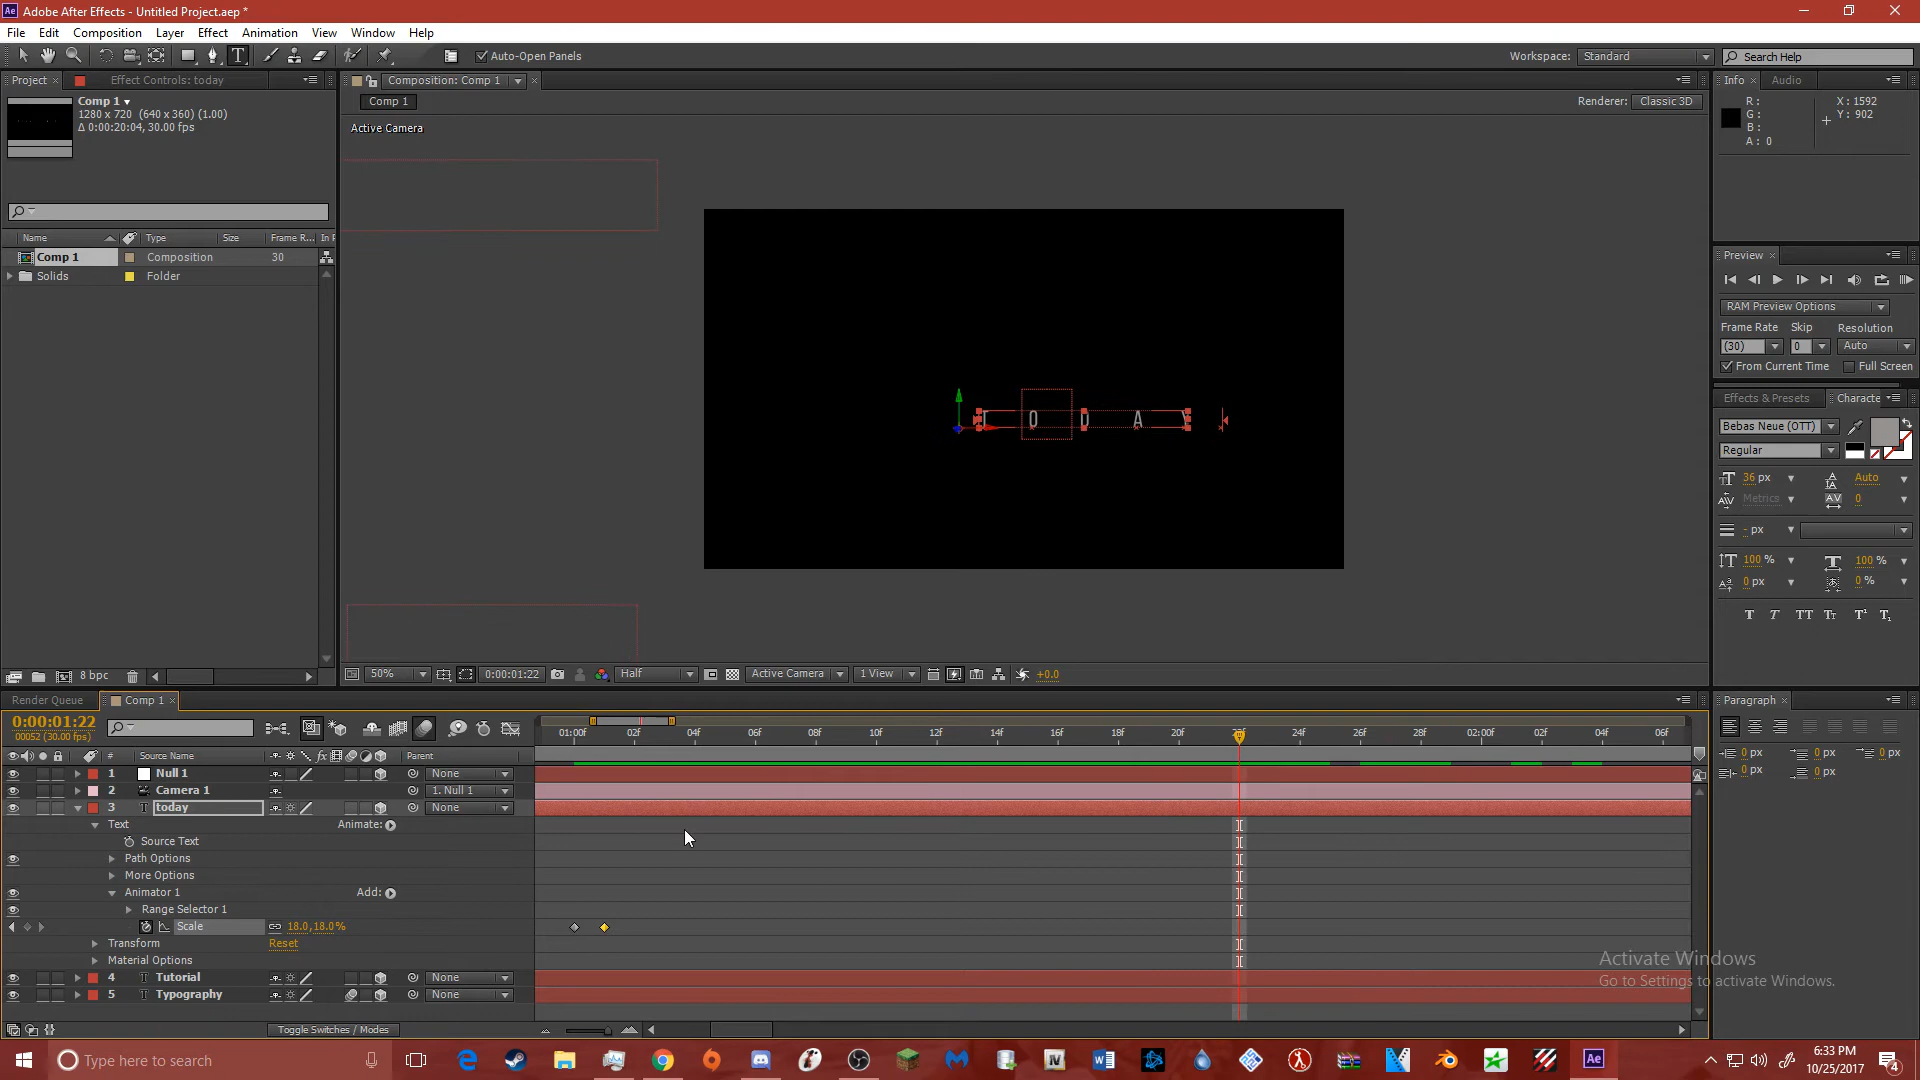 Adobe After Effects - Untitled Project.aep *
File Edit Composition Layer Effect Animation View Window Help
Auto-Open Panels
Workspace: Standard
Search Help
Project Effect Controls: today
Comp 1
1280 x 720 (640 x 360) (1.00)
Δ 0:00:20:04, 30.00 fps
Name Type Size Frame R... In P
Comp 1 Composition 30
Solids Folder
8 bpc
Composition: Comp 1
Comp 1
Renderer: Classic 3D
Active Camera
T O D A Y
50% 0:00:01:22 Half Active Camera 1 View +0.0
Info Audio
R: X: 1592
G: Y: 902
B:
A: 0
Preview
RAM Preview Options
Frame Rate Skip Resolution
(30) 0 Auto
From Current Time Full Screen
Effects & Presets Characte
Bebas Neue (OTT)
Regular
36 px Auto
Metrics 0
- px
100 % 100 %
0 px 0 %
Paragraph
0 px 0 px 0 px
0 px 0 px
Render Queue Comp 1
0:00:01:22
00052 (30.00 fps)
01:00f 02f 04f 06f 08f 10f 12f 14f 16f 18f 20f 24f 26f 28f 02:00f 02f 04f 06f
# Source Name Parent
1 Null 1 None
2 Camera 1 1. Null 1
3 today None
Text Animate:
Source Text
Path Options
More Options
Animator 1 Add:
Range Selector 1
Scale 18.0,18.0%
Transform Reset
Material Options
4 Tutorial None
5 Typography None
Toggle Switches / Modes
Activate Windows
Go to Settings to activate Windows.
Type here to search
6:33 PM
10/25/2017
4